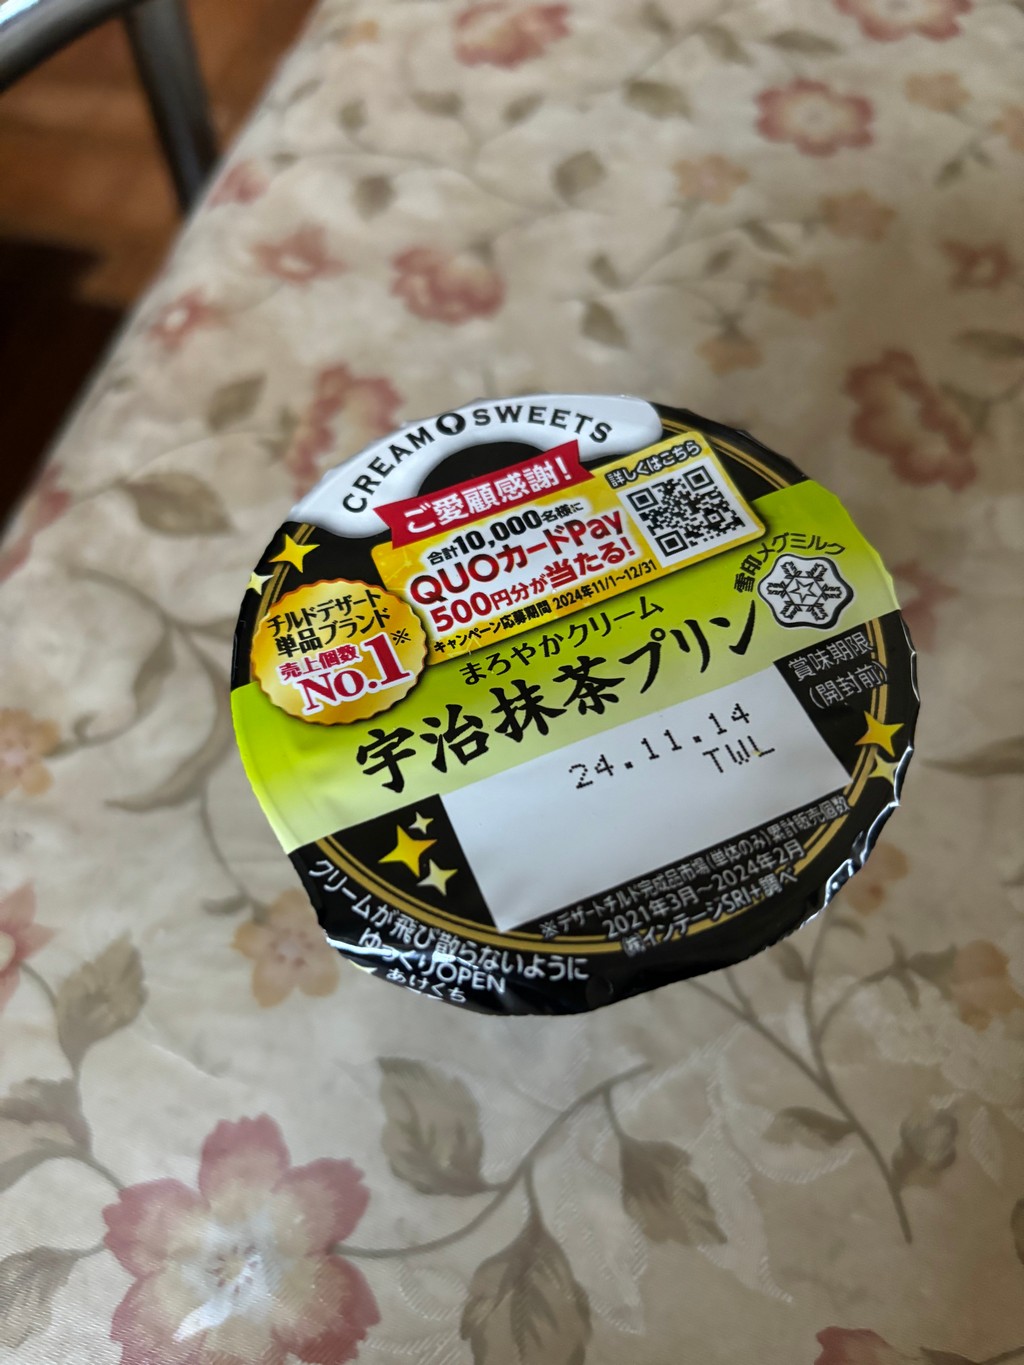 CREAM SWEETS
ご愛顧感謝!
合計10,000名様に
QUOカードPay
500円分が当たる!
キャンペーン応募期間 2024年11/1~12/31
詳しくはこちら
チルドデザート
単品ブランド
売上個数
No.1※
雪印メグミルク
まろやかクリーム
宇治抹茶プリン
賞味期限
(開封前)
24.11.14
TWL
※デザートチルド完成品市場(単体のみ)累計販売個数
2021年3月~2024年2月
㈱インテージSRI+調べ
クリームが飛び散らないように
ゆっくりOPEN
あけくち